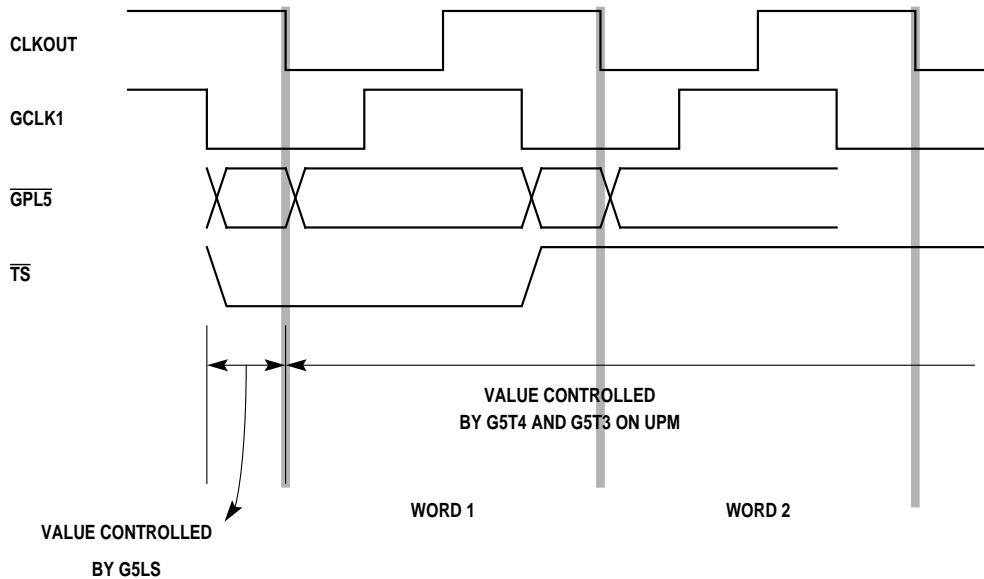 CLKOUT
GCLK1
GPL5
TS
VALUE CONTROLLED
BY G5T4 AND G5T3 ON UPM
WORD 1
WORD 2
VALUE CONTROLLED
BY G5LS